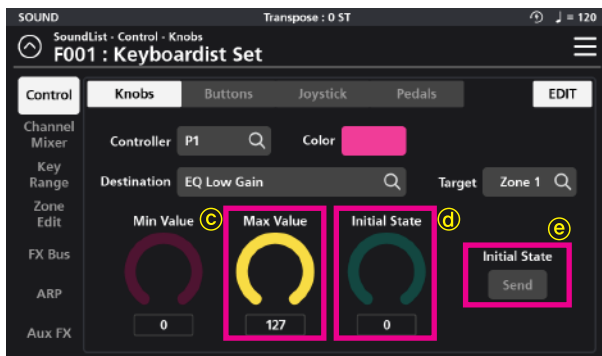 SOUND Transpose : 0 ST ♩ = 120
SoundList - Control - Knobs
F001 : Keyboardist Set
Control Knobs Buttons Joystick Pedals EDIT
Channel
Mixer
Controller P1 Color
Key
Range
Destination EQ Low Gain Target Zone 1
Zone
Edit
Min Value ⓒ Max Value Initial State ⓓ ⓔ
FX Bus
Initial State
Send
ARP
0 127 0
Aux FX